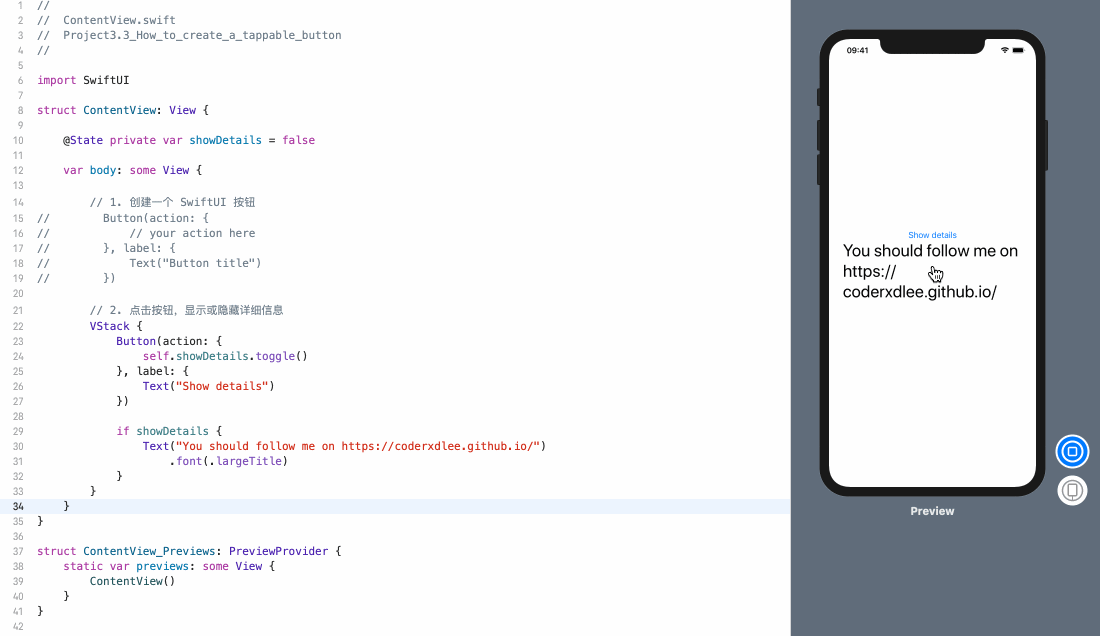 1 //
2 // ContentView.swift
3 // Project3.3_How_to_create_a_tappable_button
4 //
5
6 import SwiftUI
7
8 struct ContentView: View {
9
10 @State private var showDetails = false
11
12 var body: some View {
13
14 // 1. 创建一个 SwiftUI 按钮
15 // Button(action: {
16 // // your action here
17 // }, label: {
18 // Text("Button title")
19 // })
20
21 // 2. 点击按钮，显示或隐藏详细信息
22 VStack {
23 Button(action: {
24 self.showDetails.toggle()
25 }, label: {
26 Text("Show details")
27 })
28
29 if showDetails {
30 Text("You should follow me on https://coderxdlee.github.io/")
31 .font(.largeTitle)
32 }
33 }
34 }
35 }
36
37 struct ContentView_Previews: PreviewProvider {
38 static var previews: some View {
39 ContentView()
40 }
41 }
42
09:41
Show details
You should follow me on
https://
coderxdlee.github.io/
Preview